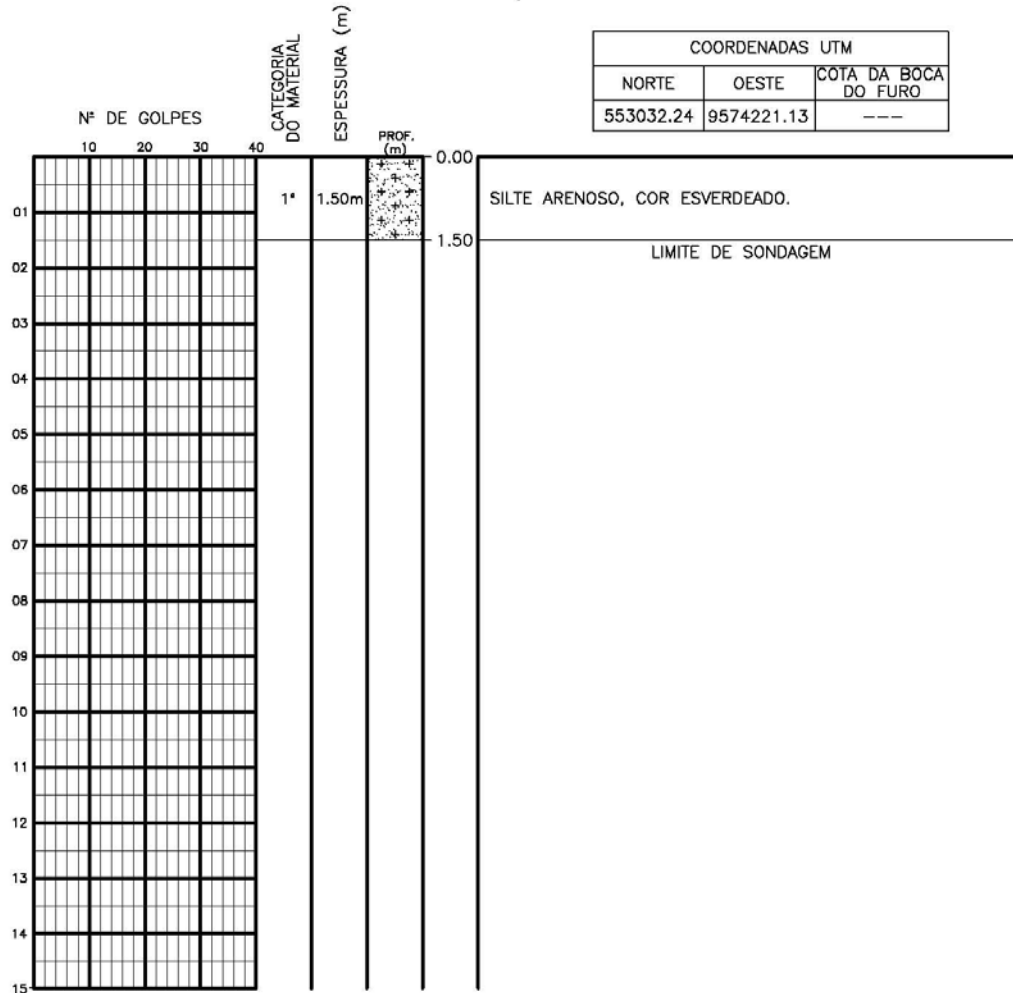 COORDENADAS UTM
NORTE OESTE COTA DA BOCA DO FURO
553032.24 9574221.13 ---
Nº DE GOLPES
CATEGORIA DO MATERIAL
ESPESSURA (m)
PROF. (m)
10 20 30 40
0.00
1ª 1.50m SILTE ARENOSO, COR ESVERDEADO.
01
1.50
LIMITE DE SONDAGEM
02
03
04
05
06
07
08
09
10
11
12
13
14
15